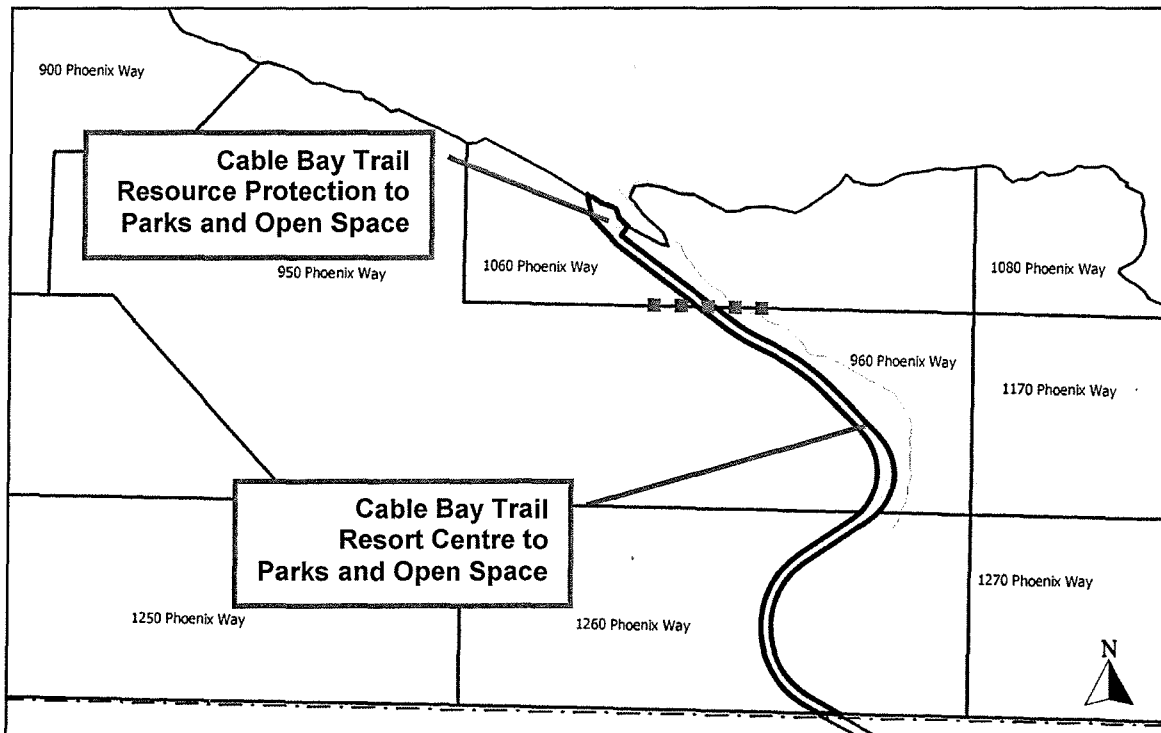 900 Phoenix Way
Cable Bay Trail
Resource Protection to
Parks and Open Space
950 Phoenix Way
1060 Phoenix Way
1080 Phoenix Way
960 Phoenix Way
1170 Phoenix Way
Cable Bay Trail
Resort Centre to
Parks and Open Space
1250 Phoenix Way
1260 Phoenix Way
1270 Phoenix Way
N